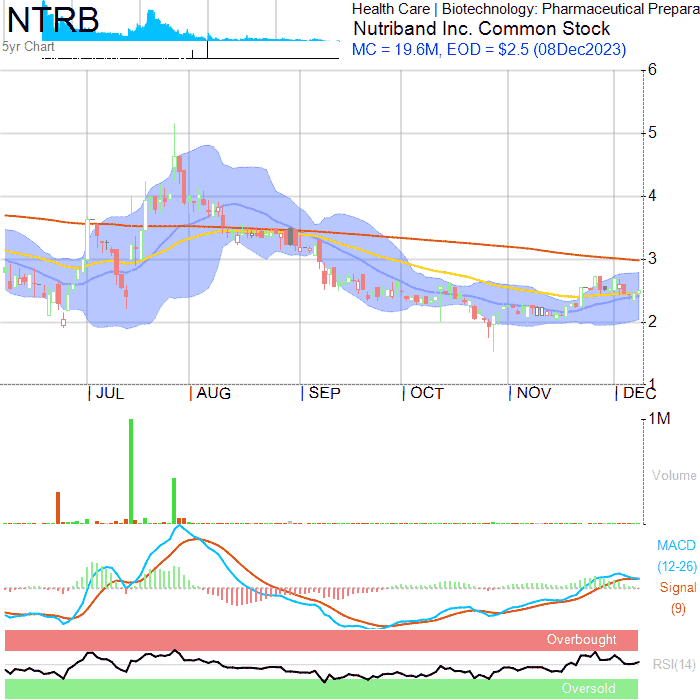 NTRB
5yr Chart
Health Care | Biotechnology: Pharmaceutical Prepara
Nutriband Inc. Common Stock
MC = 19.6M, EOD = $2.5 (08Dec2023)
6
5
4
3
2
1
JUL AUG SEP OCT NOV DEC
1M
Volume
MACD
(12-26)
Signal
(9)
Overbought
RSI(14)
Oversold